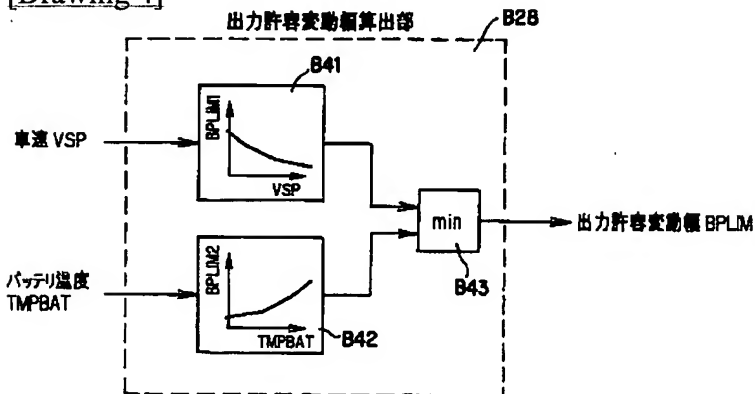 [Drawing 4]
出力許容変動幅算出部
B28
B41
BPLIM1
VSP
車速 VSP
min
出力許容変動幅 BPLIM
B43
バッテリ温度
TMPBAT
BPLIM2
TMPBAT
B42